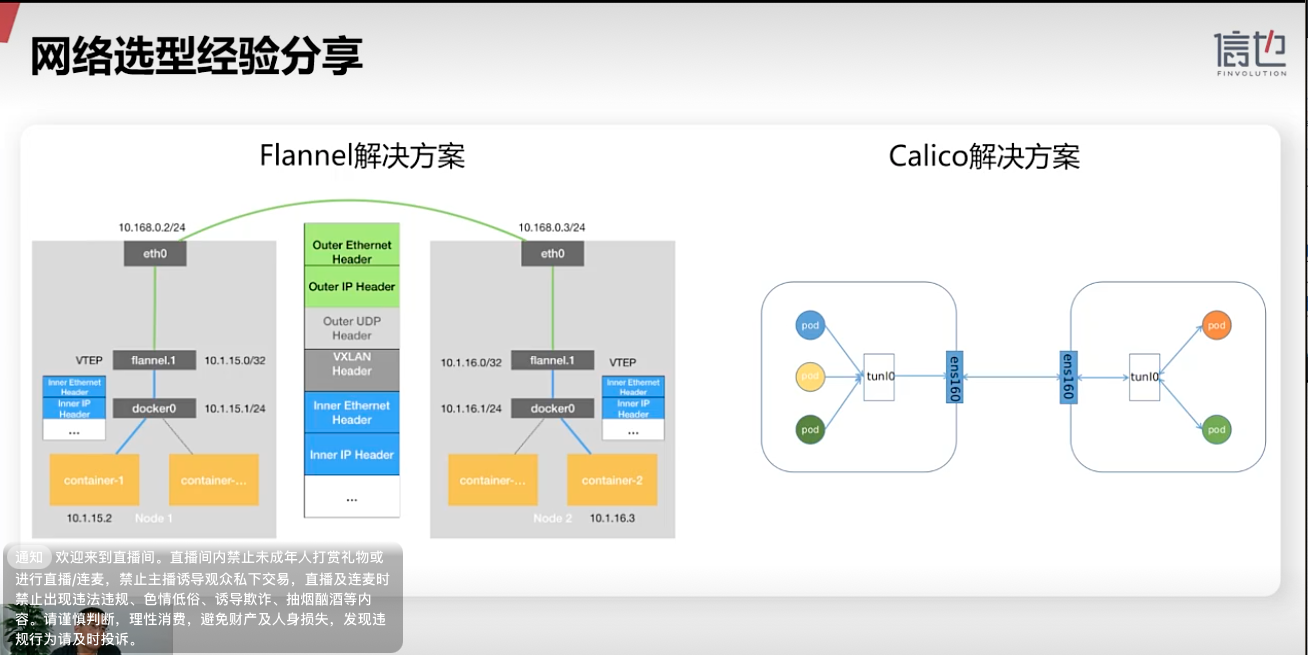 网络选型经验分享
信也
FINVOLUTION
Flannel解决方案
10.168.0.2/24
10.168.0.3/24
eth0
eth0
Outer Ethernet
Header
Outer IP Header
Outer UDP
Header
VXLAN
Header
Inner Ethernet
Header
Inner IP Header
...
VTEP
flannel.1
10.1.15.0/32
Inner Ethernet
Header
Inner IP
Header
...
docker0
10.1.15.1/24
container-1
container-...
10.1.15.2
Node 1
10.1.16.0/32
flannel.1
VTEP
10.1.16.1/24
docker0
Inner Ethernet
Header
Inner IP
Header
...
container-...
container-2
Node 2
10.1.16.3
Calico解决方案
pod
pod
pod
tunl0
ens160
ens160
tunl0
pod
pod
通知 欢迎来到直播间。直播间内禁止未成年人打赏礼物或
进行直播/连麦，禁止主播诱导观众私下交易，直播及连麦时
禁止出现违法违规、色情低俗、诱导欺诈、抽烟酗酒等内
容。请谨慎判断，理性消费，避免财产及人身损失，发现违
规行为请及时投诉。